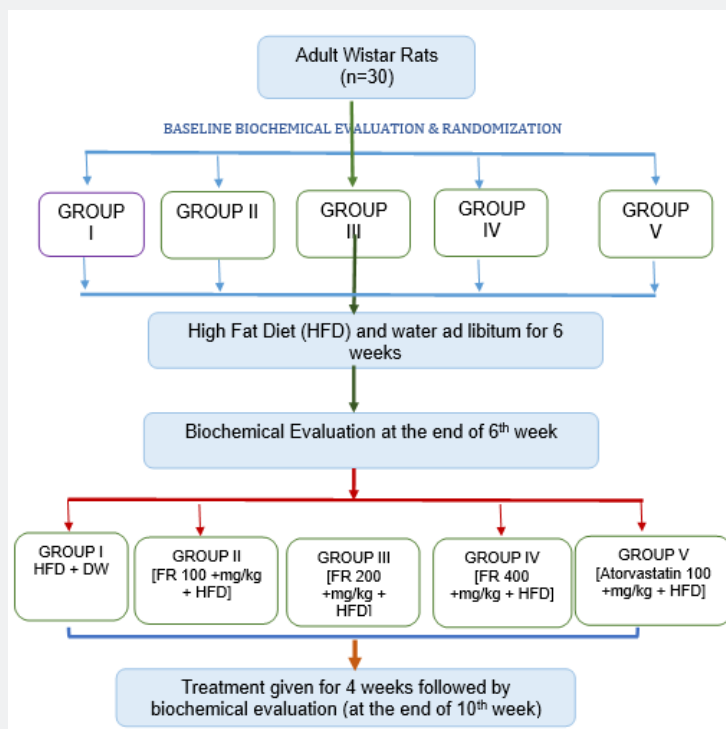 Adult Wistar Rats
(n=30)
BASELINE BIOCHEMICAL EVALUATION & RANDOMIZATION
GROUP
I
GROUP II
GROUP
III
GROUP
IV
GROUP
V
High Fat Diet (HFD) and water ad libitum for 6
weeks
Biochemical Evaluation at the end of 6th week
GROUP I
HFD + DW
GROUP II
[FR 100 +mg/kg
+ HFD]
GROUP III
[FR 200
+mg/kg +
HFD]
GROUP IV
[FR 400
+mg/kg + HFD]
GROUP V
[Atorvastatin 100
+mg/kg + HFD]
Treatment given for 4 weeks followed by
biochemical evaluation (at the end of 10th week)